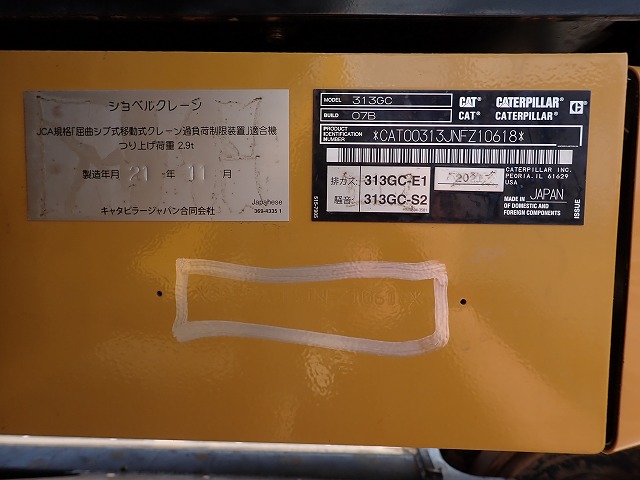 ショベルクレーン
JCA規格「屈曲ジブ式移動式クレーン過負荷制限装置」適合機
つり上げ荷重 2.9t
製造年月 21 年 11 月
Japanese
キャタピラージャパン合同会社 369-4335 1
MODEL 313GC CAT CATERPILLAR
BUILD 07B CAT CATERPILLAR
PRODUCT IDENTIFICATION NUMBER *CAT00313JNFZ10618*
排ガス: 313GC-E1
騒音: 313GC-S2
CATERPILLAR INC.
PEORIA, IL 61629
USA
MADE IN JAPAN
OF DOMESTIC AND
FOREIGN COMPONENTS
ISSUE